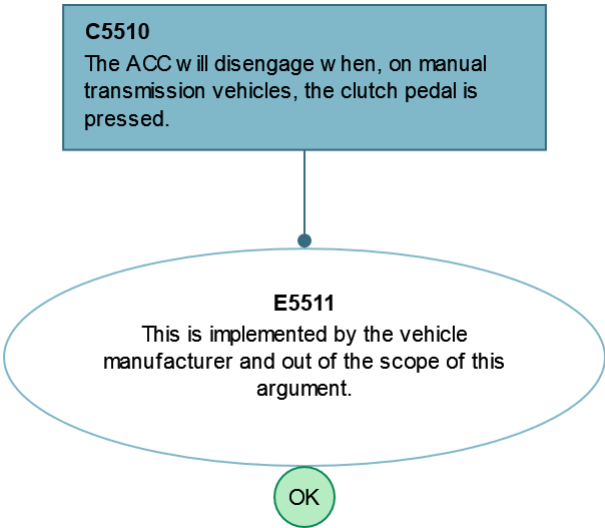 C5510
The ACC will disengage when, on manual
transmission vehicles, the clutch pedal is
pressed.
E5511
This is implemented by the vehicle
manufacturer and out of the scope of this
argument.
OK